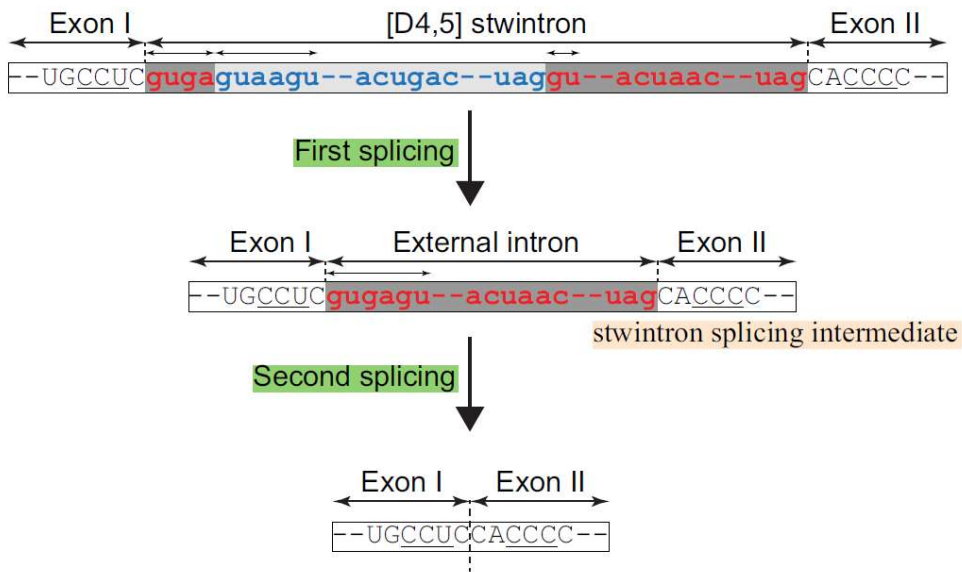 Exon I [D4,5] stwintron Exon II
--UGCCUCgugaguaagu--acugac--uaggu--acuaac--uagCACCCC--
First splicing
Exon I External intron Exon II
--UGCCUCgugagu--acuaac--uagCACCCC--
stwintron splicing intermediate
Second splicing
Exon I Exon II
--UGCCUCCACCCC--